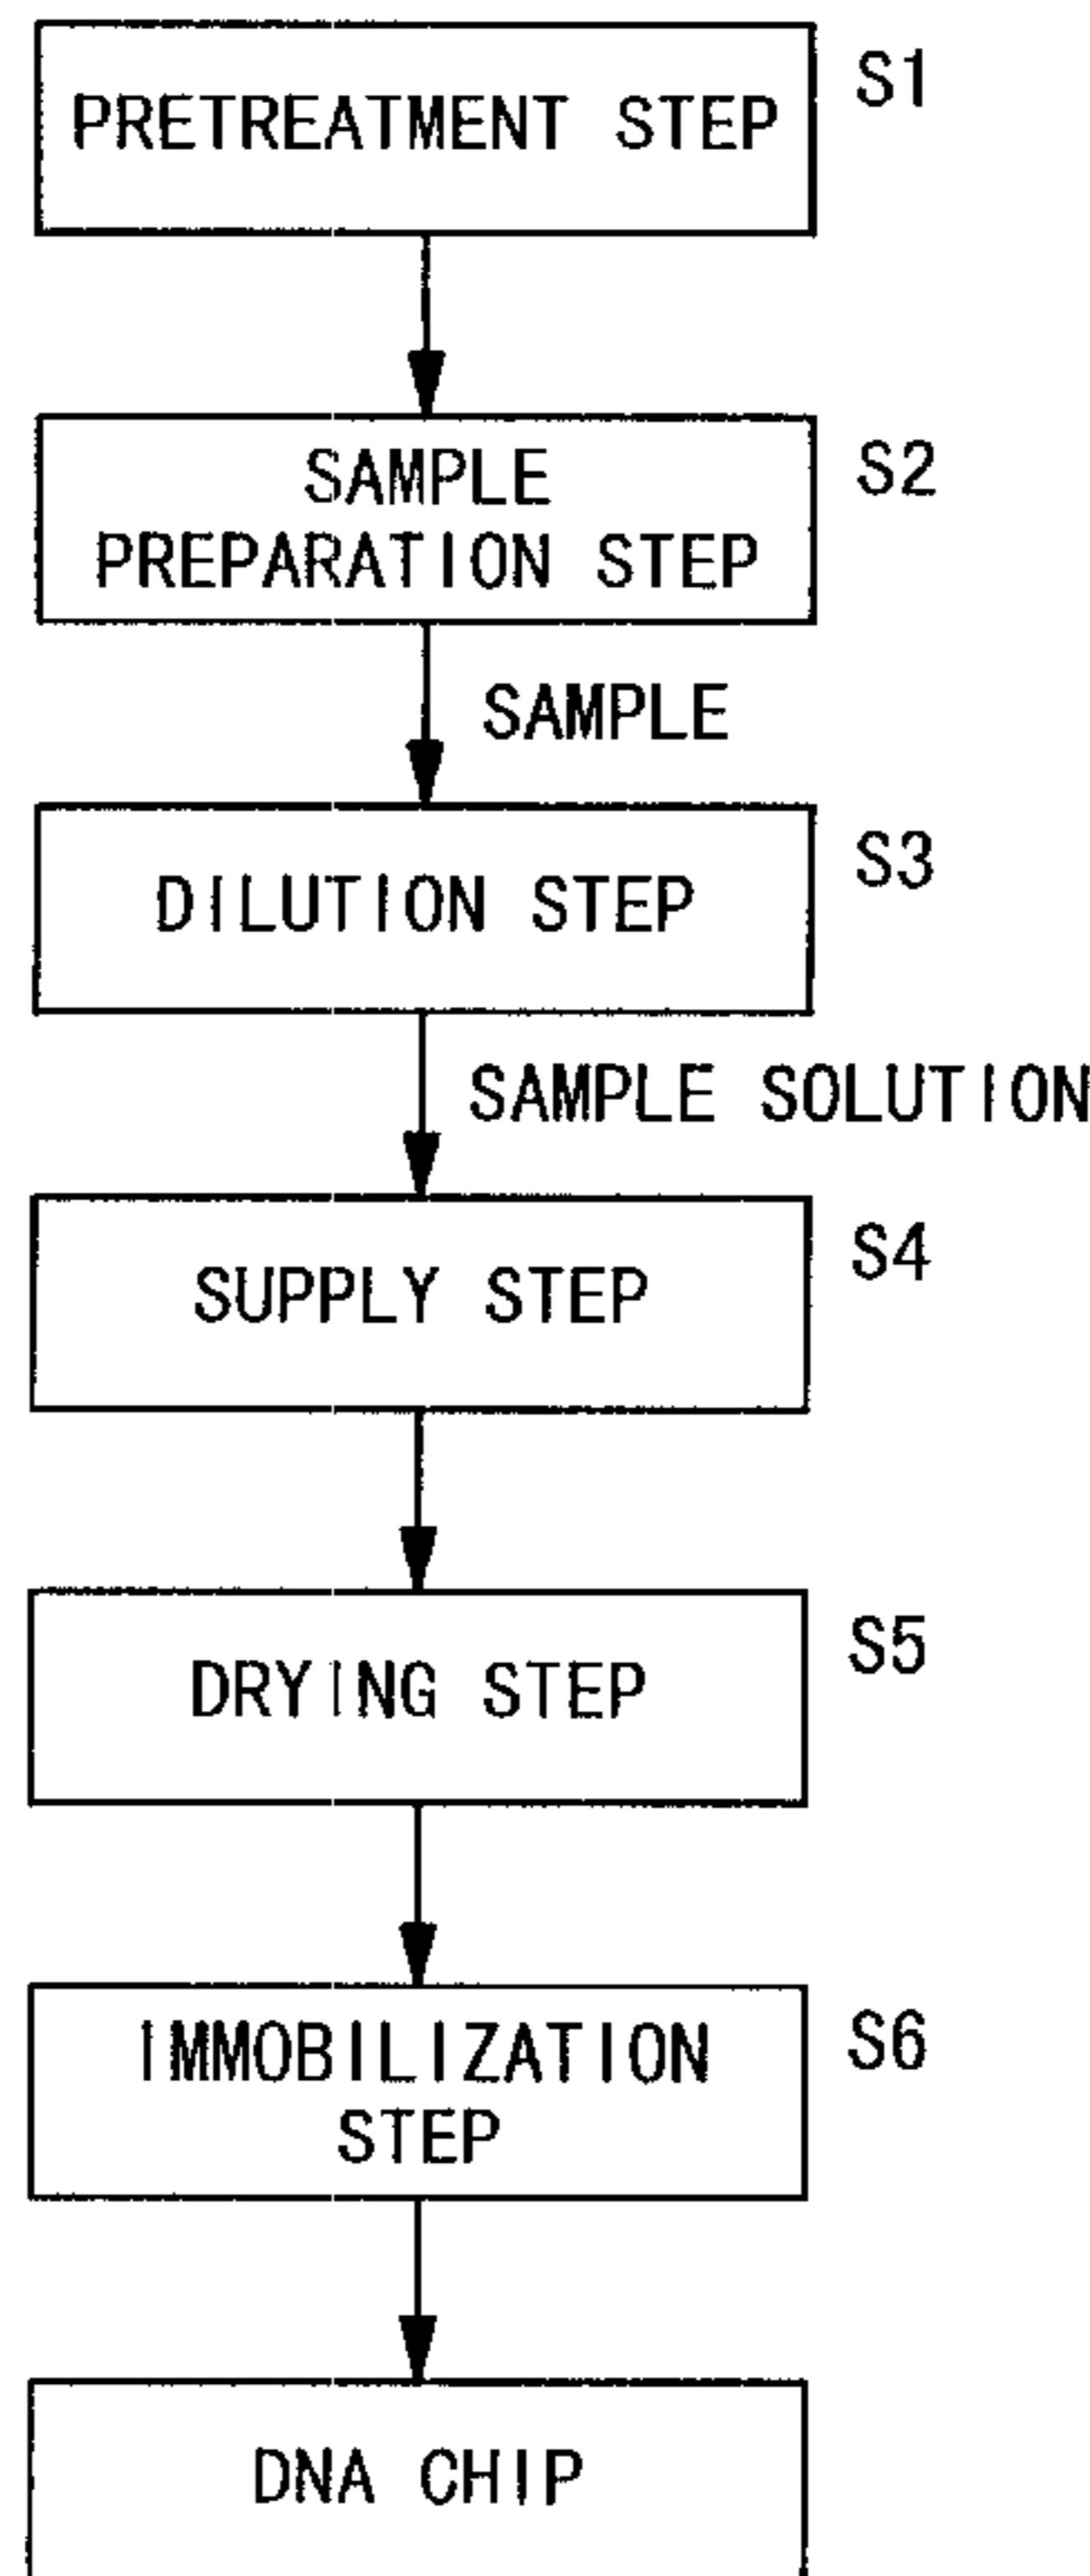 PRETREATMENT STEP
S1
SAMPLE
PREPARATION STEP
S2
SAMPLE
DILUTION STEP
S3
SAMPLE SOLUTION
SUPPLY STEP
S4
DRYING STEP
S5
IMMOBILIZATION
STEP
S6
DNA CHIP